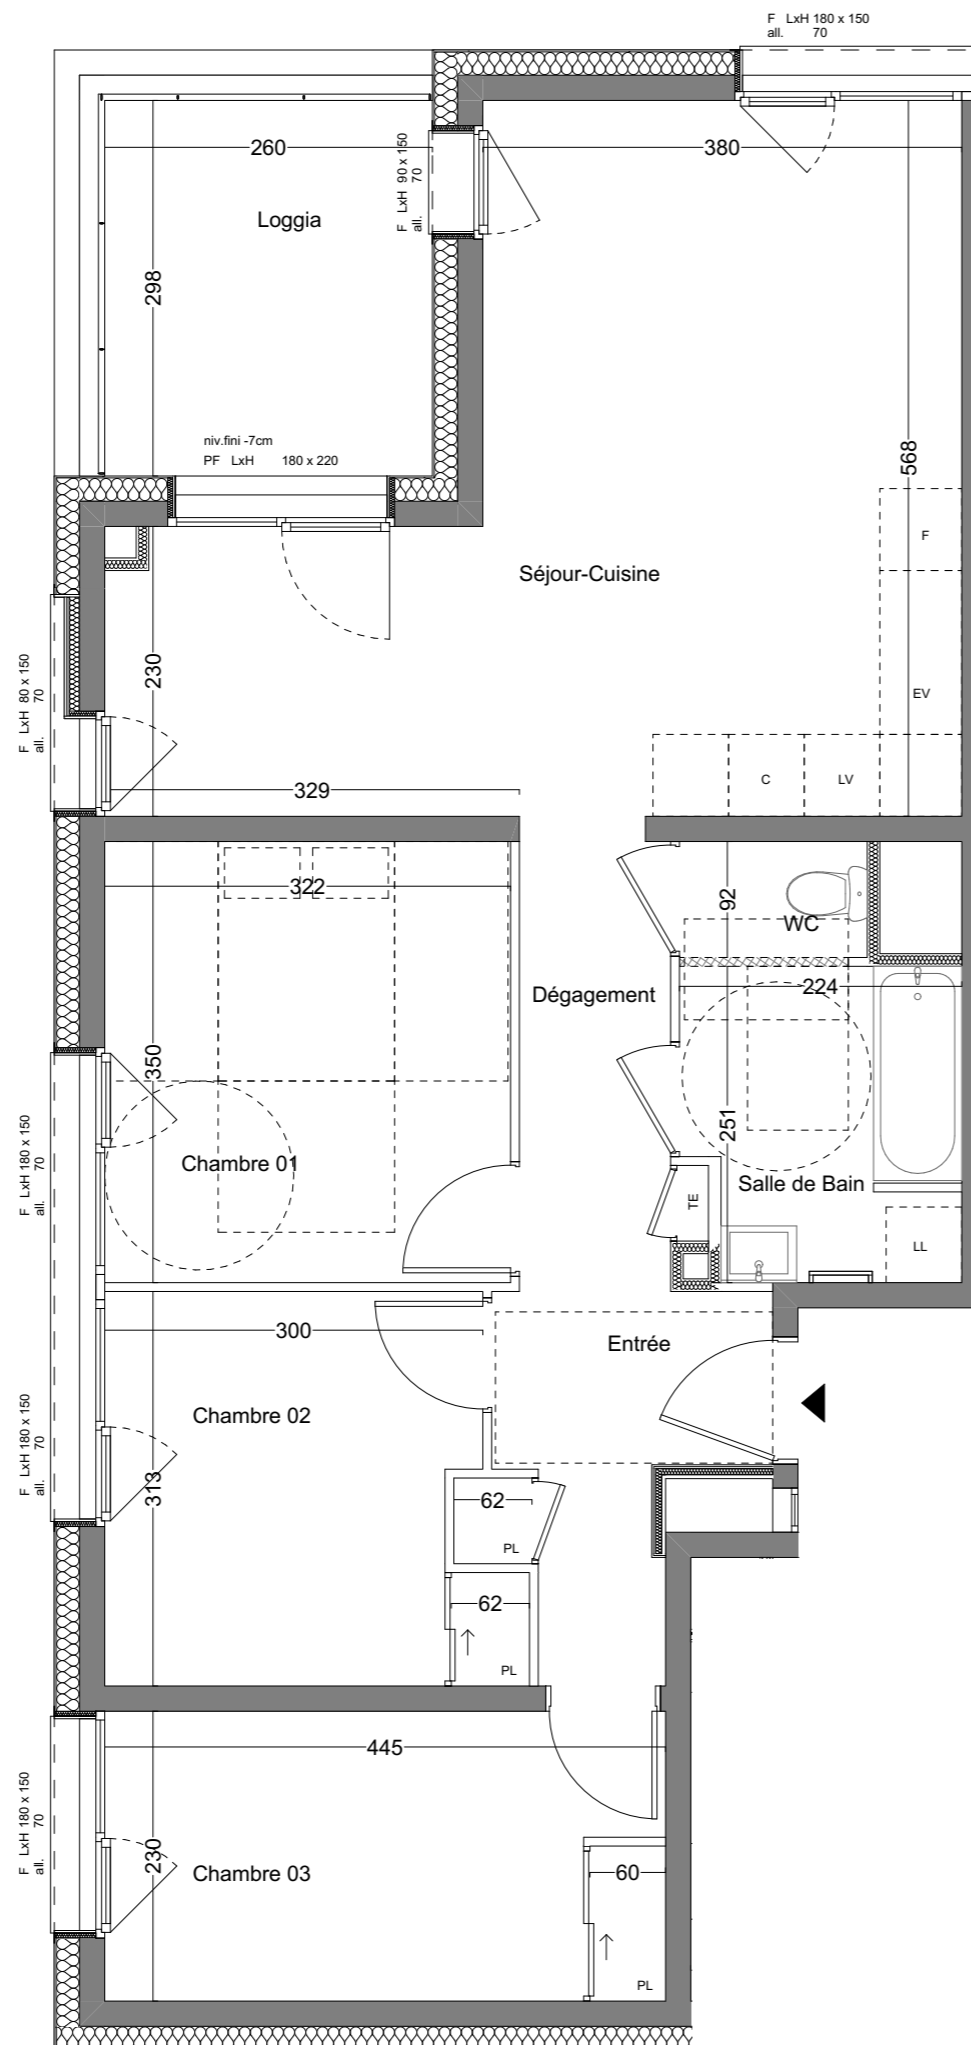 F LxH 180 x 150
all. 70
260
380
F LxH 90 x 150
all. 70
Loggia
298
niv.fini -7cm
PF LxH 180 x 220
568
F
Séjour-Cuisine
F LxH 80 x 150
all. 70
230
EV
C
LV
329
322
92
WC
Dégagement
224
350
251
F LxH 180 x 150
all. 70
Chambre 01
Salle de Bain
TE
LL
300
Entrée
Chambre 02
F LxH 180 x 150
all. 70
313
62
PL
62
PL
445
F LxH 180 x 150
all. 70
230
Chambre 03
60
PL